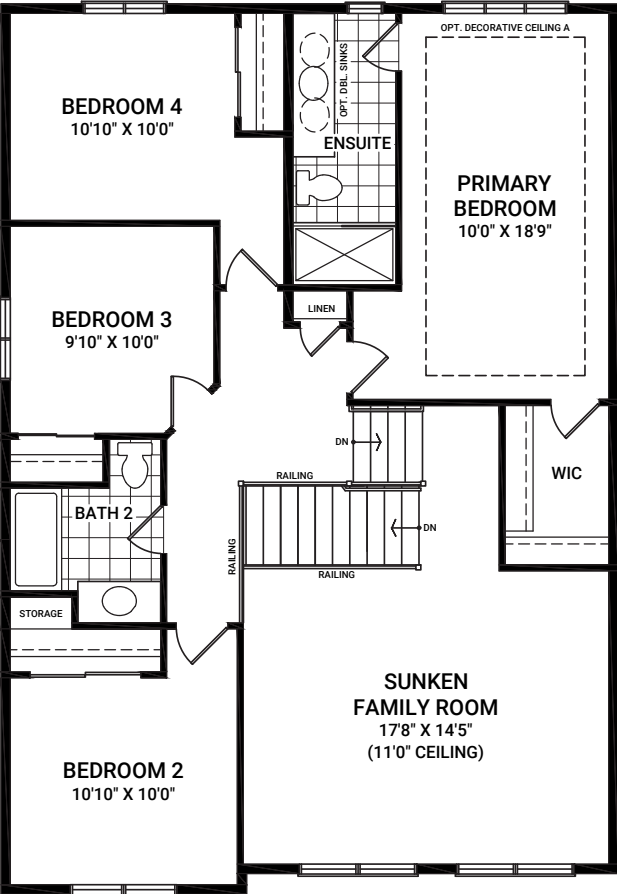 OPT. DECORATIVE CEILING A
BEDROOM 4
10'10" X 10'0"
OPT. DBL. SINKS
ENSUITE
PRIMARY
BEDROOM
10'0" X 18'9"
LINEN
BEDROOM 3
9'10" X 10'0"
DN
WIC
RAILING
BATH 2
DN
RAILING
RAILING
STORAGE
SUNKEN
FAMILY ROOM
17'8" X 14'5"
(11'0" CEILING)
BEDROOM 2
10'10" X 10'0"